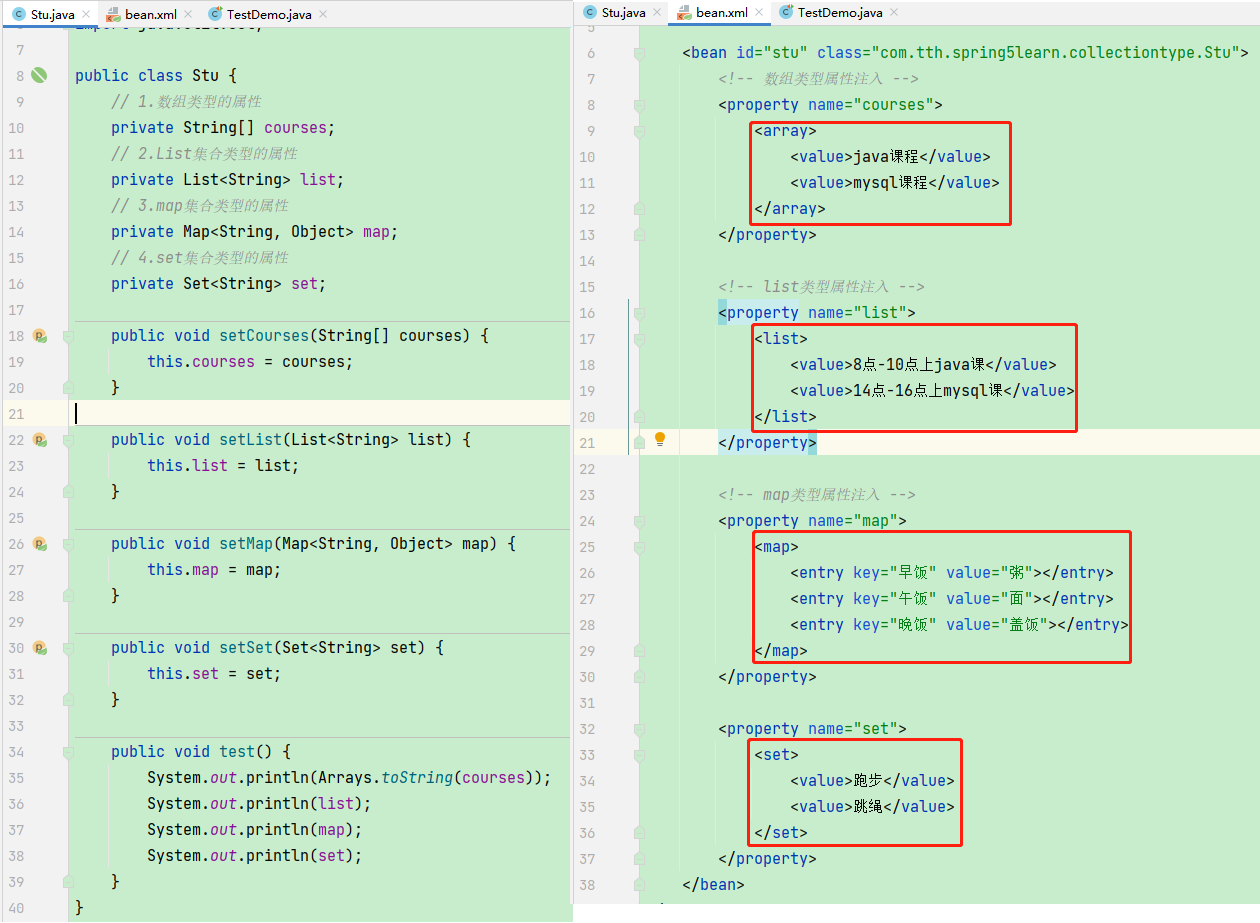 Stu.java bean.xml TestDemo.java
7
8 public class Stu {
9 // 1.数组类型的属性
10 private String[] courses;
11 // 2.List集合类型的属性
12 private List<String> list;
13 // 3.map集合类型的属性
14 private Map<String, Object> map;
15 // 4.set集合类型的属性
16 private Set<String> set;
17
18 public void setCourses(String[] courses) {
19 this.courses = courses;
20 }
21
22 public void setList(List<String> list) {
23 this.list = list;
24 }
25
26 public void setMap(Map<String, Object> map) {
27 this.map = map;
28 }
29
30 public void setSet(Set<String> set) {
31 this.set = set;
32 }
33
34 public void test() {
35 System.out.println(Arrays.toString(courses));
36 System.out.println(list);
37 System.out.println(map);
38 System.out.println(set);
39 }
40 }
Stu.java bean.xml TestDemo.java
5
6 <bean id="stu" class="com.tth.spring5learn.collectiontype.Stu">
7 <!-- 数组类型属性注入 -->
8 <property name="courses">
9 <array>
10 <value>java课程</value>
11 <value>mysql课程</value>
12 </array>
13 </property>
14
15 <!-- list类型属性注入 -->
16 <property name="list">
17 <list>
18 <value>8点-10点上java课</value>
19 <value>14点-16点上mysql课</value>
20 </list>
21 </property>
22
23 <!-- map类型属性注入 -->
24 <property name="map">
25 <map>
26 <entry key="早饭" value="粥"></entry>
27 <entry key="午饭" value="面"></entry>
28 <entry key="晚饭" value="盖饭"></entry>
29 </map>
30 </property>
31
32 <property name="set">
33 <set>
34 <value>跑步</value>
35 <value>跳绳</value>
36 </set>
37 </property>
38 </bean>